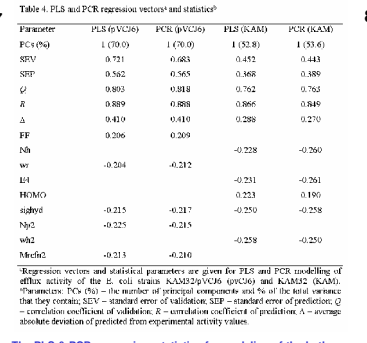 Table 4. PLS and PCR regression vectorsᵃ and statisticsᵇ
Parameter PLS (pVCJ6) PCR (pVCJ6) PLS (KAM) PCR (KAM)
PCs (%) 1 (70.0) 1 (70.0) 1 (52.8) 1 (53.6)
SEV 0.721 0.683 0.452 0.443
SEP 0.562 0.565 0.368 0.389
Q 0.803 0.818 0.762 0.763
R 0.889 0.888 0.866 0.849
Δ 0.410 0.410 0.288 0.270
FF 0.206 0.209
Nh -0.228 -0.260
wr -0.204 -0.212
E4 -0.231 -0.261
HOMO 0.223 0.190
sighyd -0.215 -0.217 -0.250 -0.258
Np2 -0.225 -0.215
wh2 -0.258 -0.250
Mrefn2 -0.213 -0.210
ᵃRegression vectors and statistical parameters are given for PLS and PCR modelling of
efflux activity of the E. coli strains KAM32/pVCJ6 (pVCJ6) and KAM32 (KAM).
ᵇParameters: PCs (%) – the number of principal components and % of the total variance
that they contain; SEV – standard error of validation; SEP – standard error of prediction; Q
– correlation coefficient of validation; R – correlation coefficient of prediction; Δ – average
absolute deviation of predicted from experimental activity values.